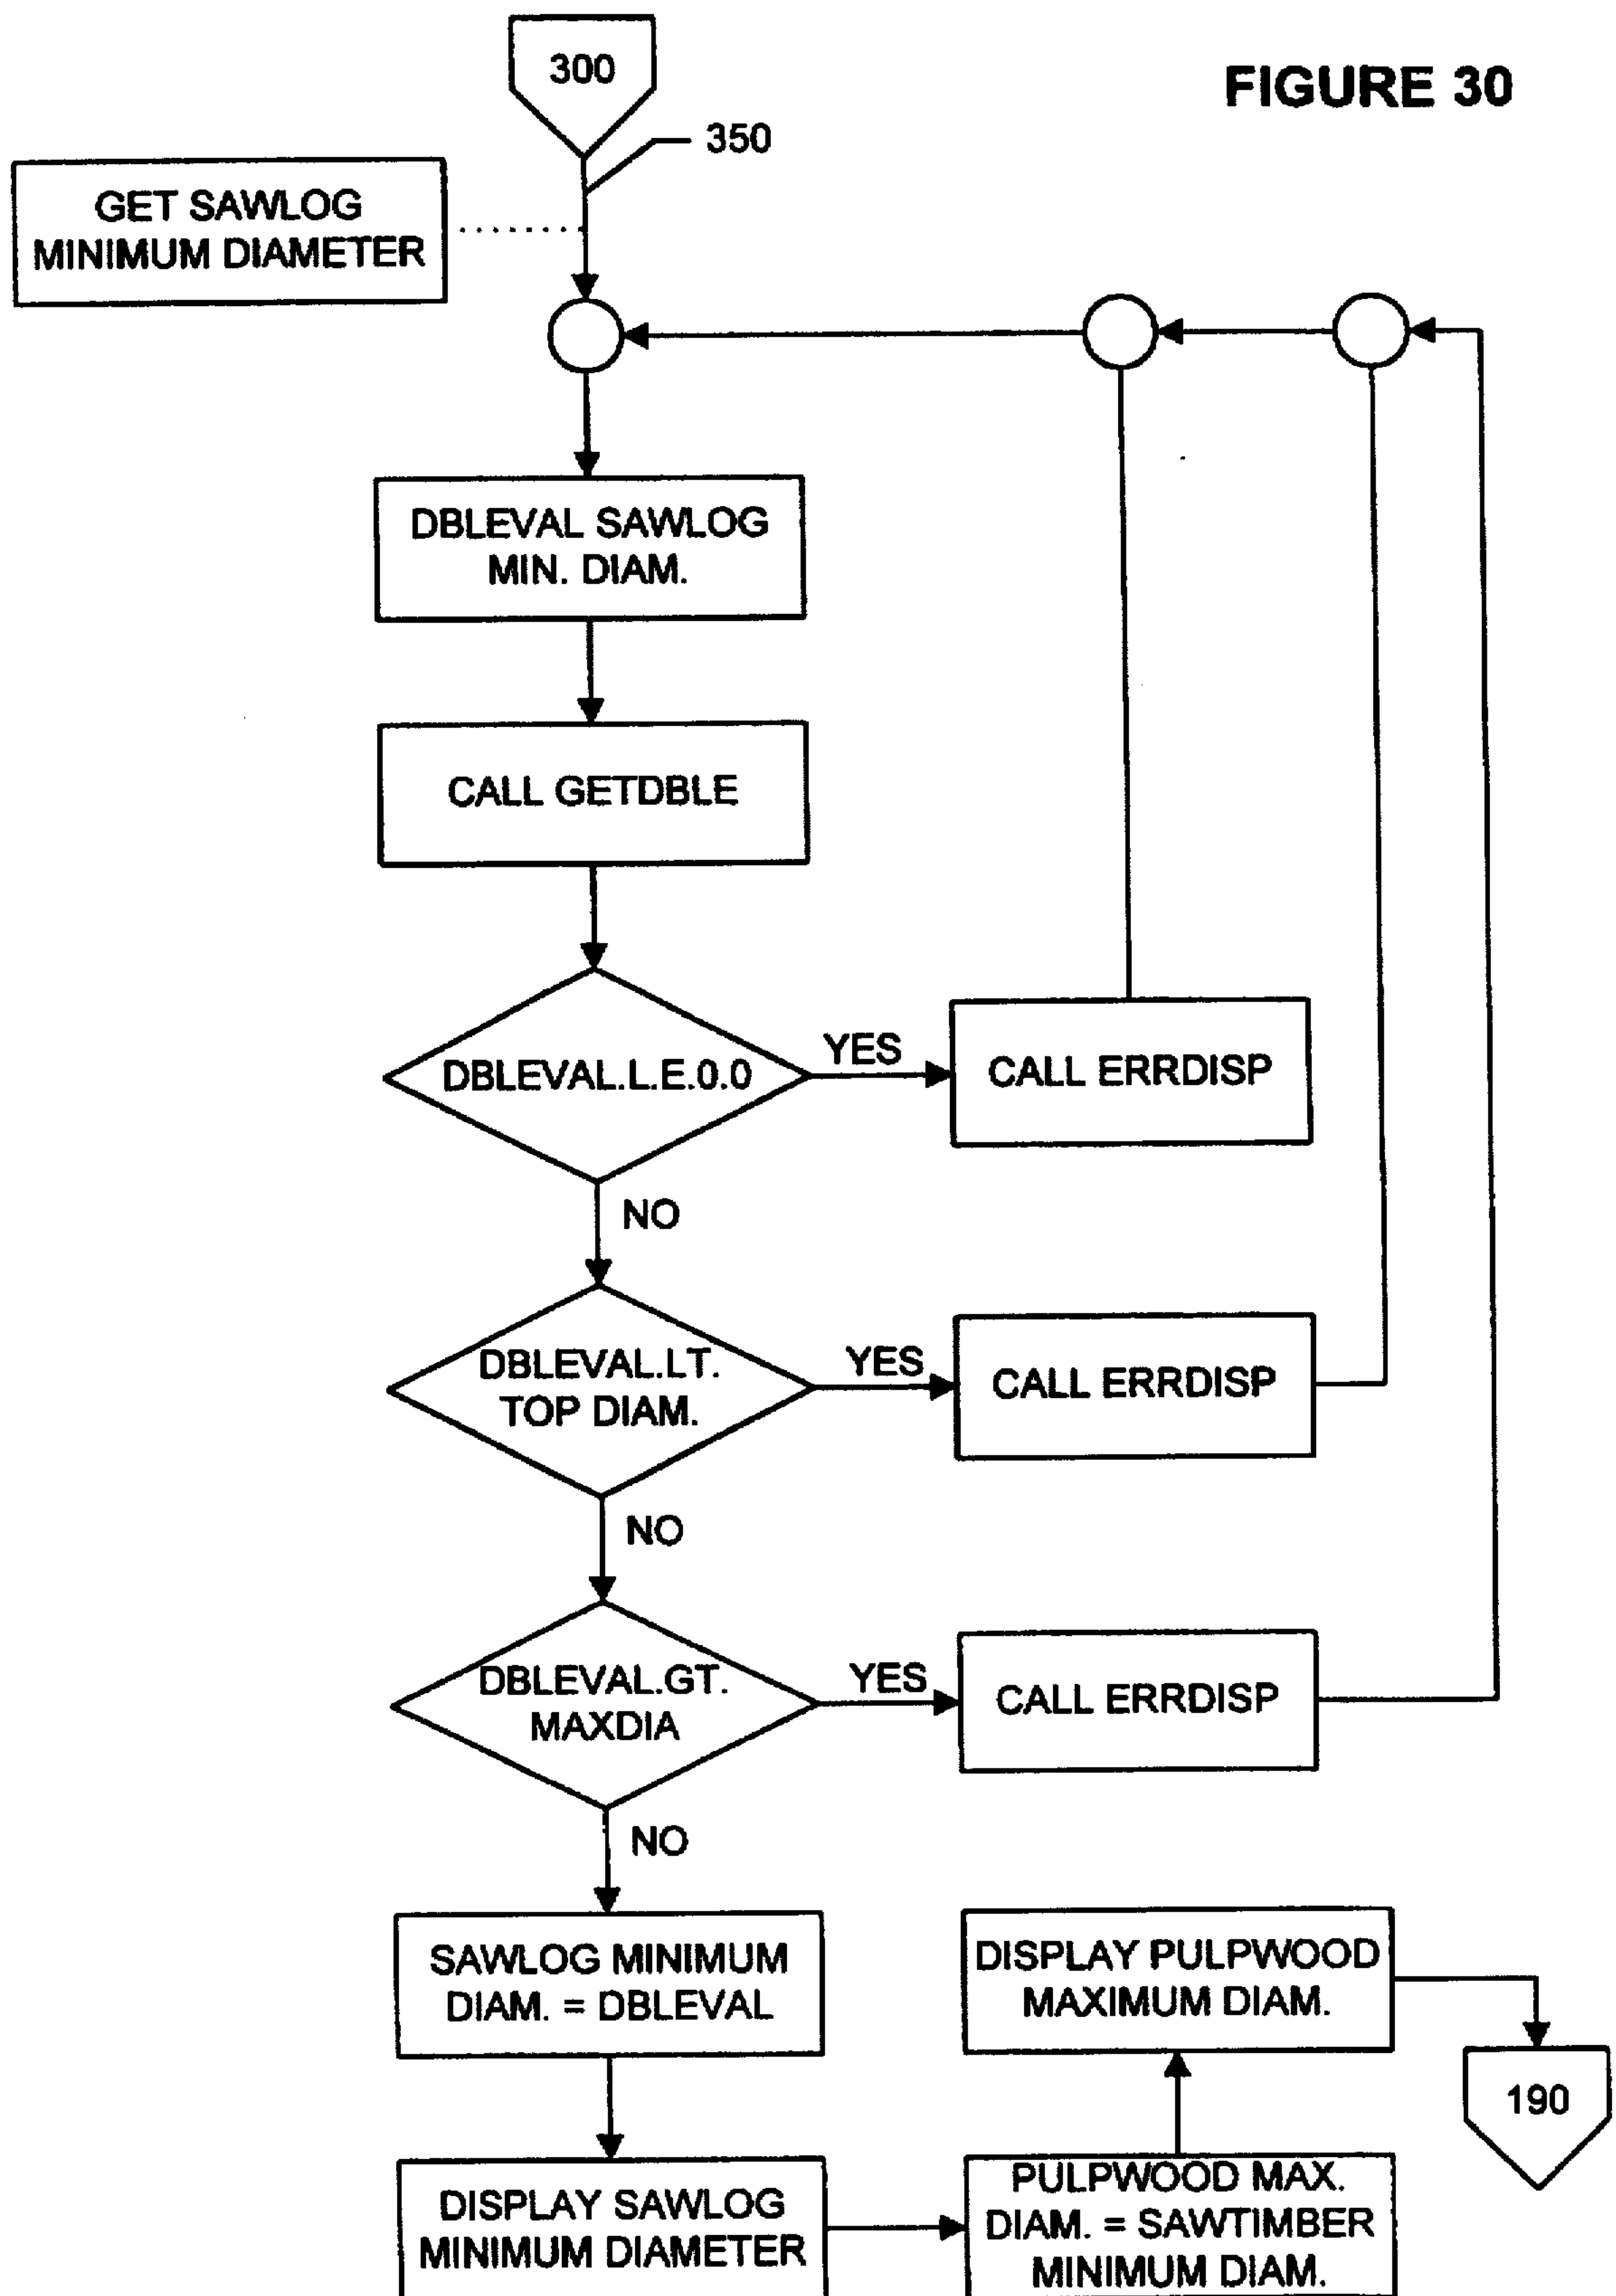 300
FIGURE 30
350
GET SAWLOG
MINIMUM DIAMETER
DBLEVAL SAWLOG
MIN. DIAM.
CALL GETDBLE
DBLEVAL.L.E.0.0
YES
CALL ERRDISP
NO
DBLEVAL.LT.
TOP DIAM.
YES
CALL ERRDISP
NO
DBLEVAL.GT.
MAXDIA
YES
CALL ERRDISP
NO
SAWLOG MINIMUM
DIAM. = DBLEVAL
DISPLAY PULPWOOD
MAXIMUM DIAM.
190
DISPLAY SAWLOG
MINIMUM DIAMETER
PULPWOOD MAX.
DIAM. = SAWTIMBER
MINIMUM DIAM.